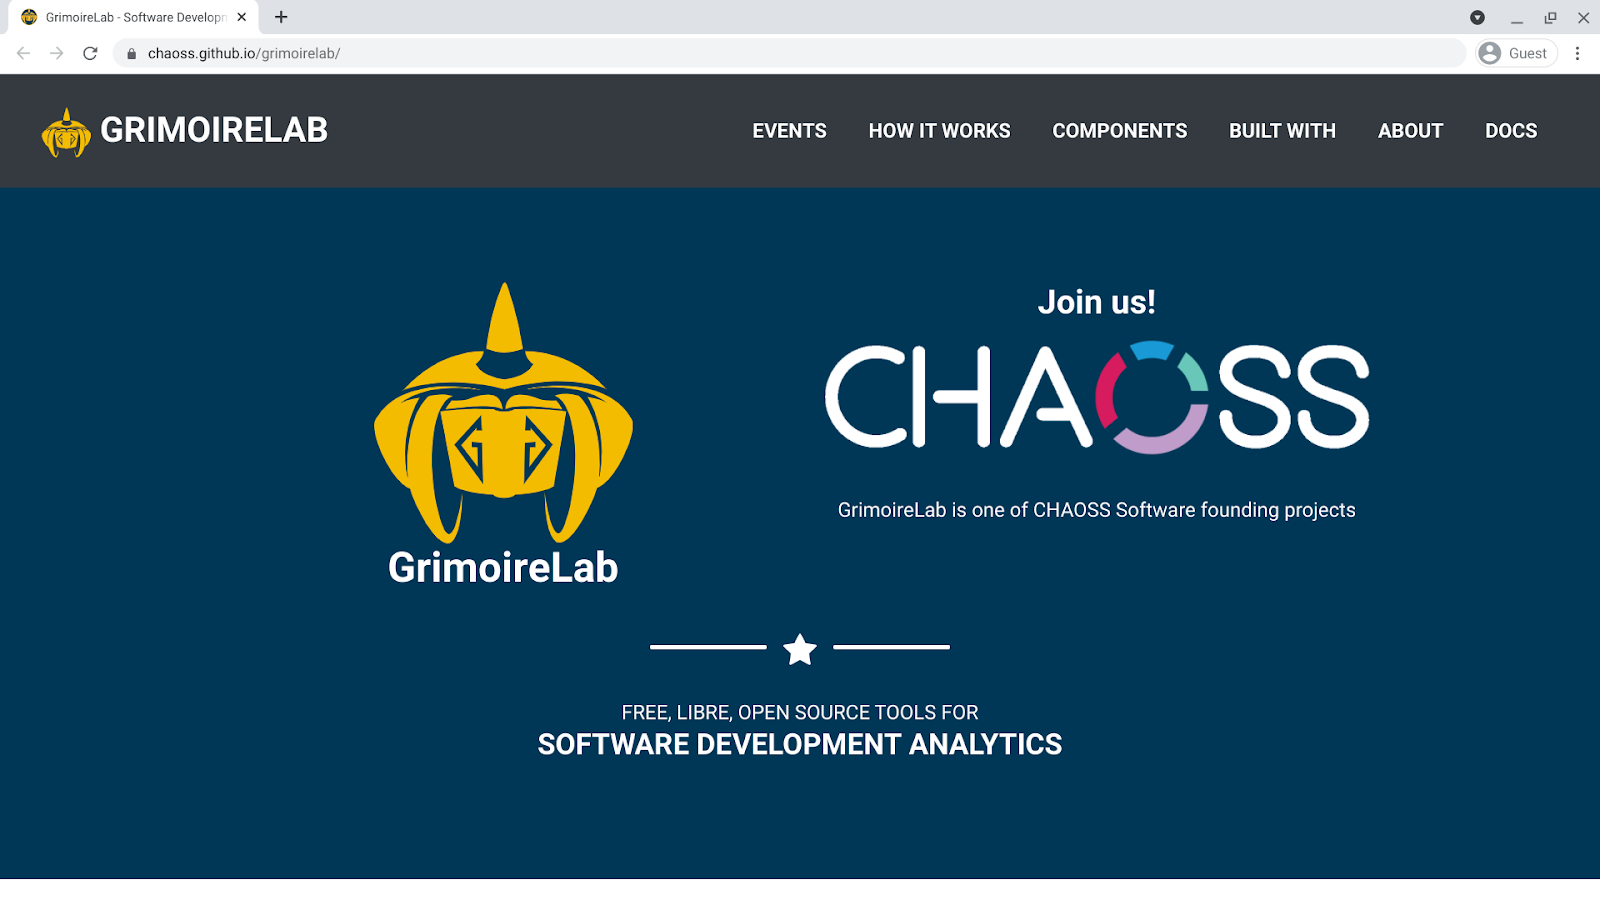 GrimoireLab - Software Developm
chaoss.github.io/grimoirelab/
Guest
GRIMOIRELAB
EVENTS
HOW IT WORKS
COMPONENTS
BUILT WITH
ABOUT
DOCS
GrimoireLab
Join us!
CHAOSS
GrimoireLab is one of CHAOSS Software founding projects
FREE, LIBRE, OPEN SOURCE TOOLS FOR
SOFTWARE DEVELOPMENT ANALYTICS